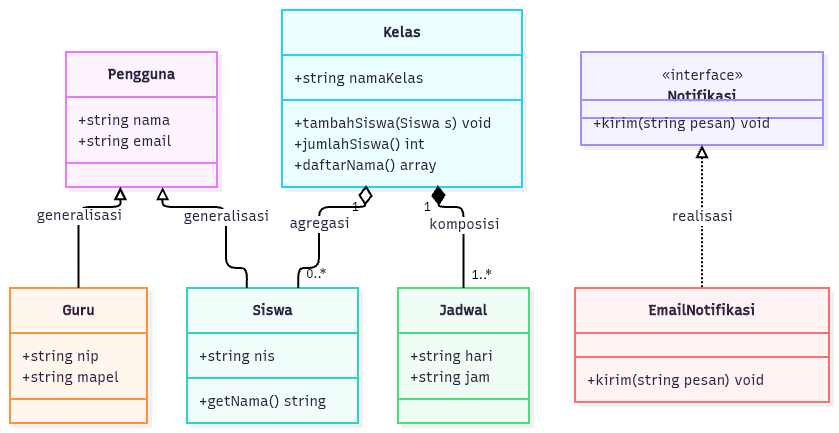 Kelas
+string namaKelas
+tambahSiswa(Siswa s) void
+jumlahSiswa() int
+daftarNama() array
Pengguna
+string nama
+string email
«interface»
Notifikasi
+kirim(string pesan) void
generalisasi
generalisasi
1
agregasi
0..*
1
komposisi
1..*
realisasi
Guru
+string nip
+string mapel
Siswa
+string nis
+getNama() string
Jadwal
+string hari
+string jam
EmailNotifikasi
+kirim(string pesan) void